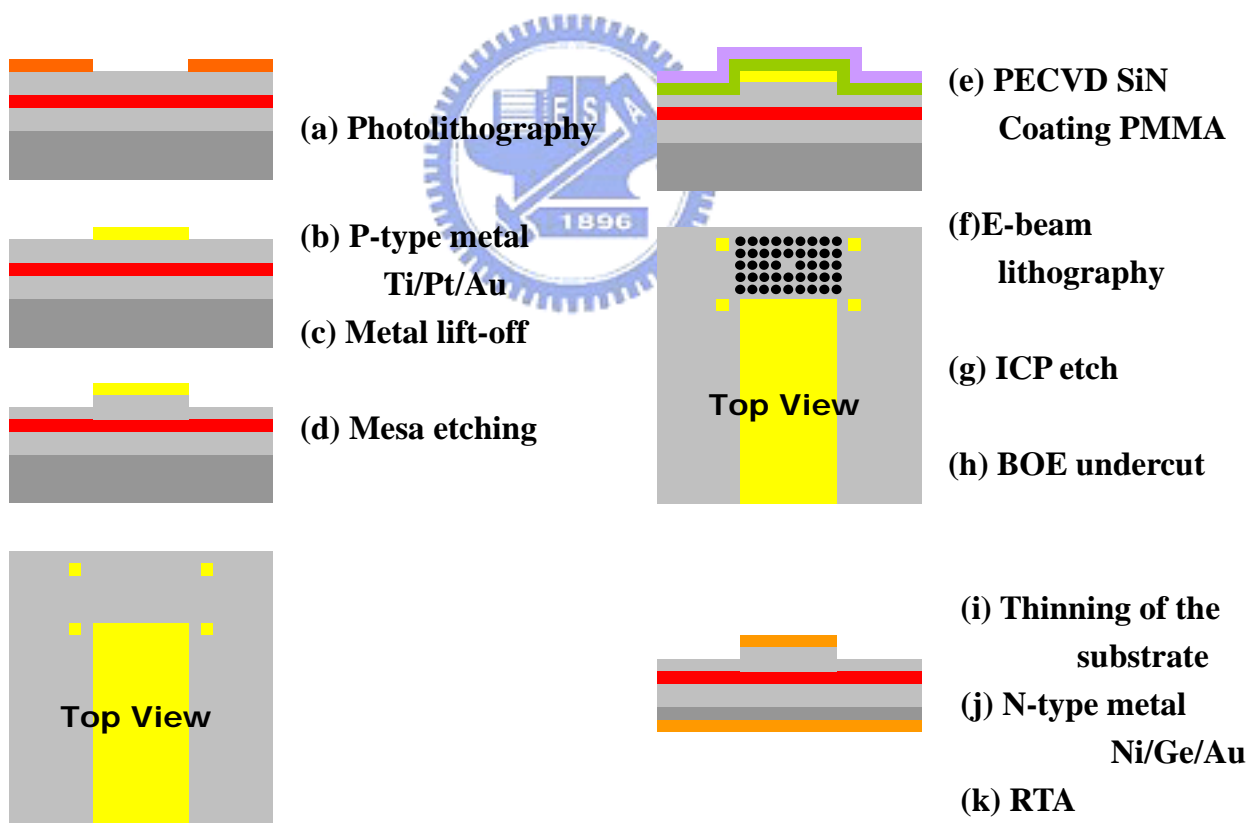 (a) Photolithography
(b) P-type metal
Ti/Pt/Au
(c) Metal lift-off
(d) Mesa etching
Top View
(e) PECVD SiN
Coating PMMA
(f)E-beam
lithography
(g) ICP etch
(h) BOE undercut
Top View
(i) Thinning of the
substrate
(j) N-type metal
Ni/Ge/Au
(k) RTA
E S A
1896